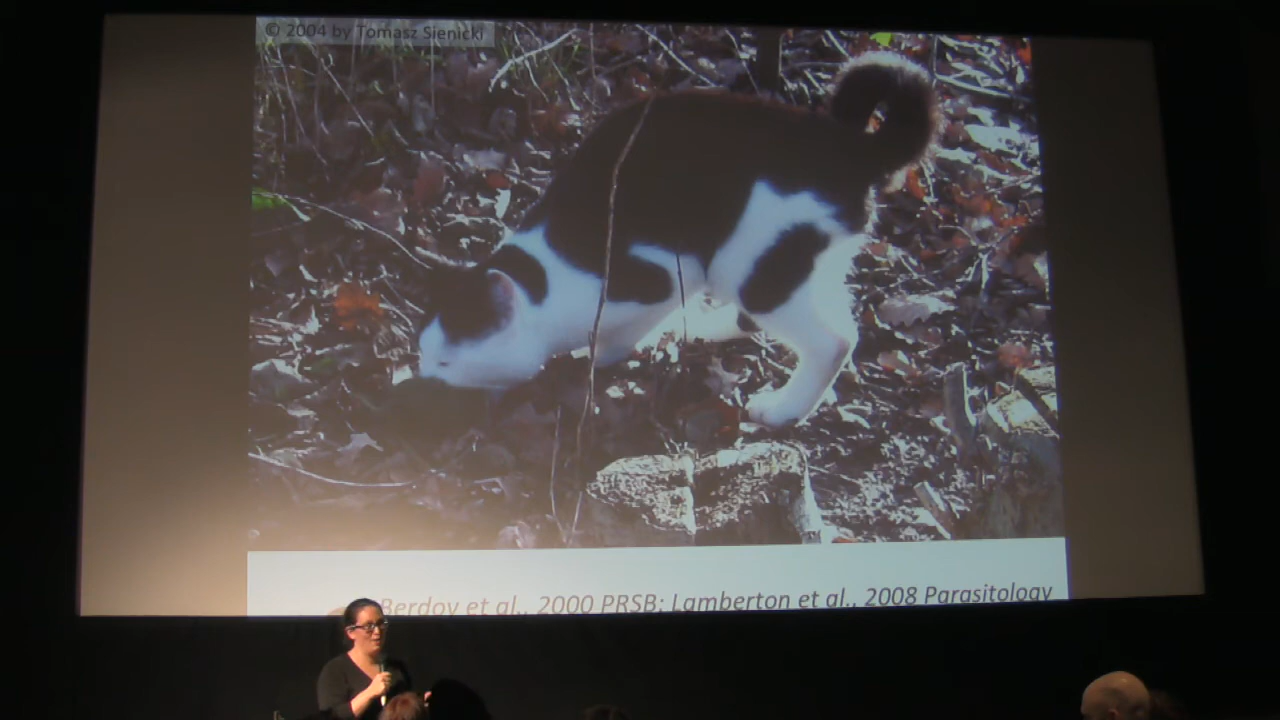 © 2004 by Tomasz Sienicki
Berdoy et al., 2000 PRSB; Lamberton et al., 2008 Parasitology